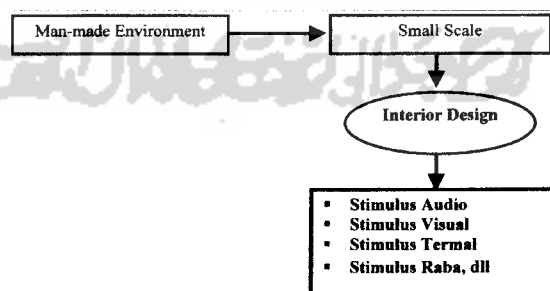 Man-made Environment
Small Scale
Interior Design
▪ Stimulus Audio
▪ Stimulus Visual
▪ Stimulus Termal
▪ Stimulus Raba, dll